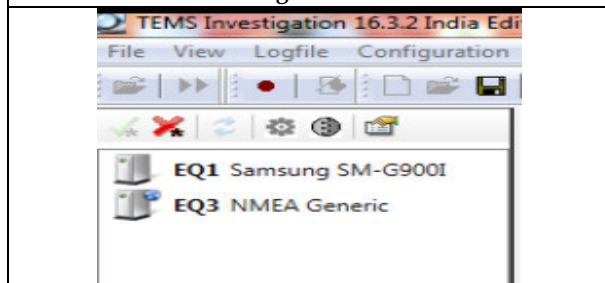 TEMS Investigation 16.3.2 India Edi
File View Logfile Configuration
EQ1 Samsung SM-G900I
EQ3 NMEA Generic